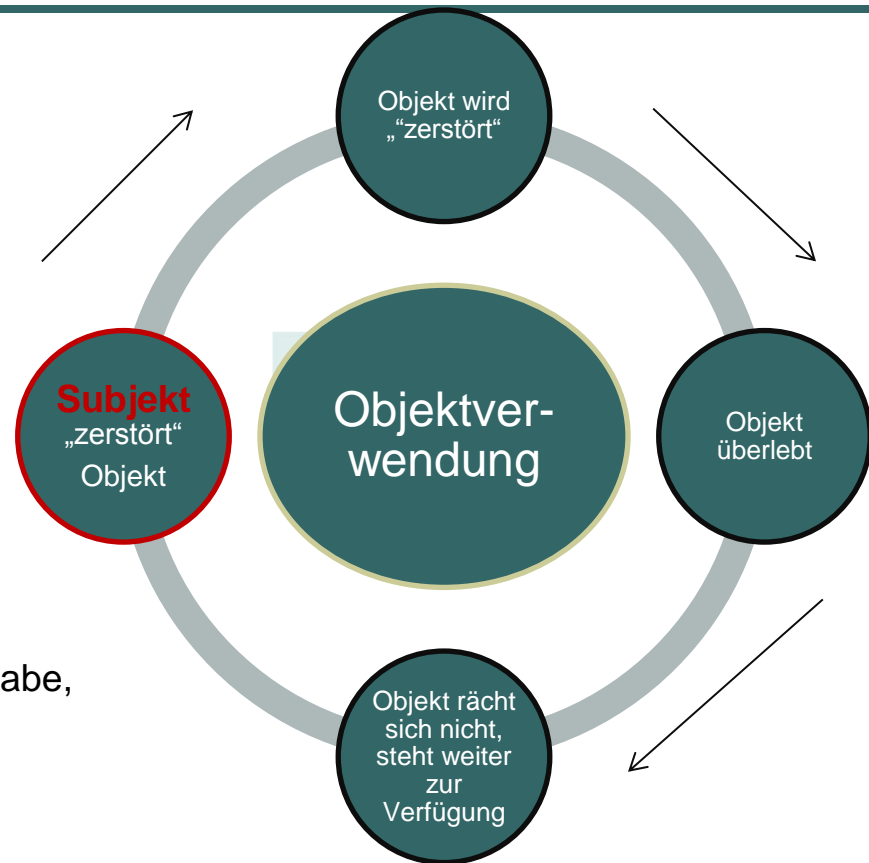 Objekt wird
„“zerstört“
Subjekt
„zerstört“
Objekt
Objektver-
wendung
Objekt
überlebt
abe,
Objekt rächt
sich nicht,
steht weiter
zur
Verfügung